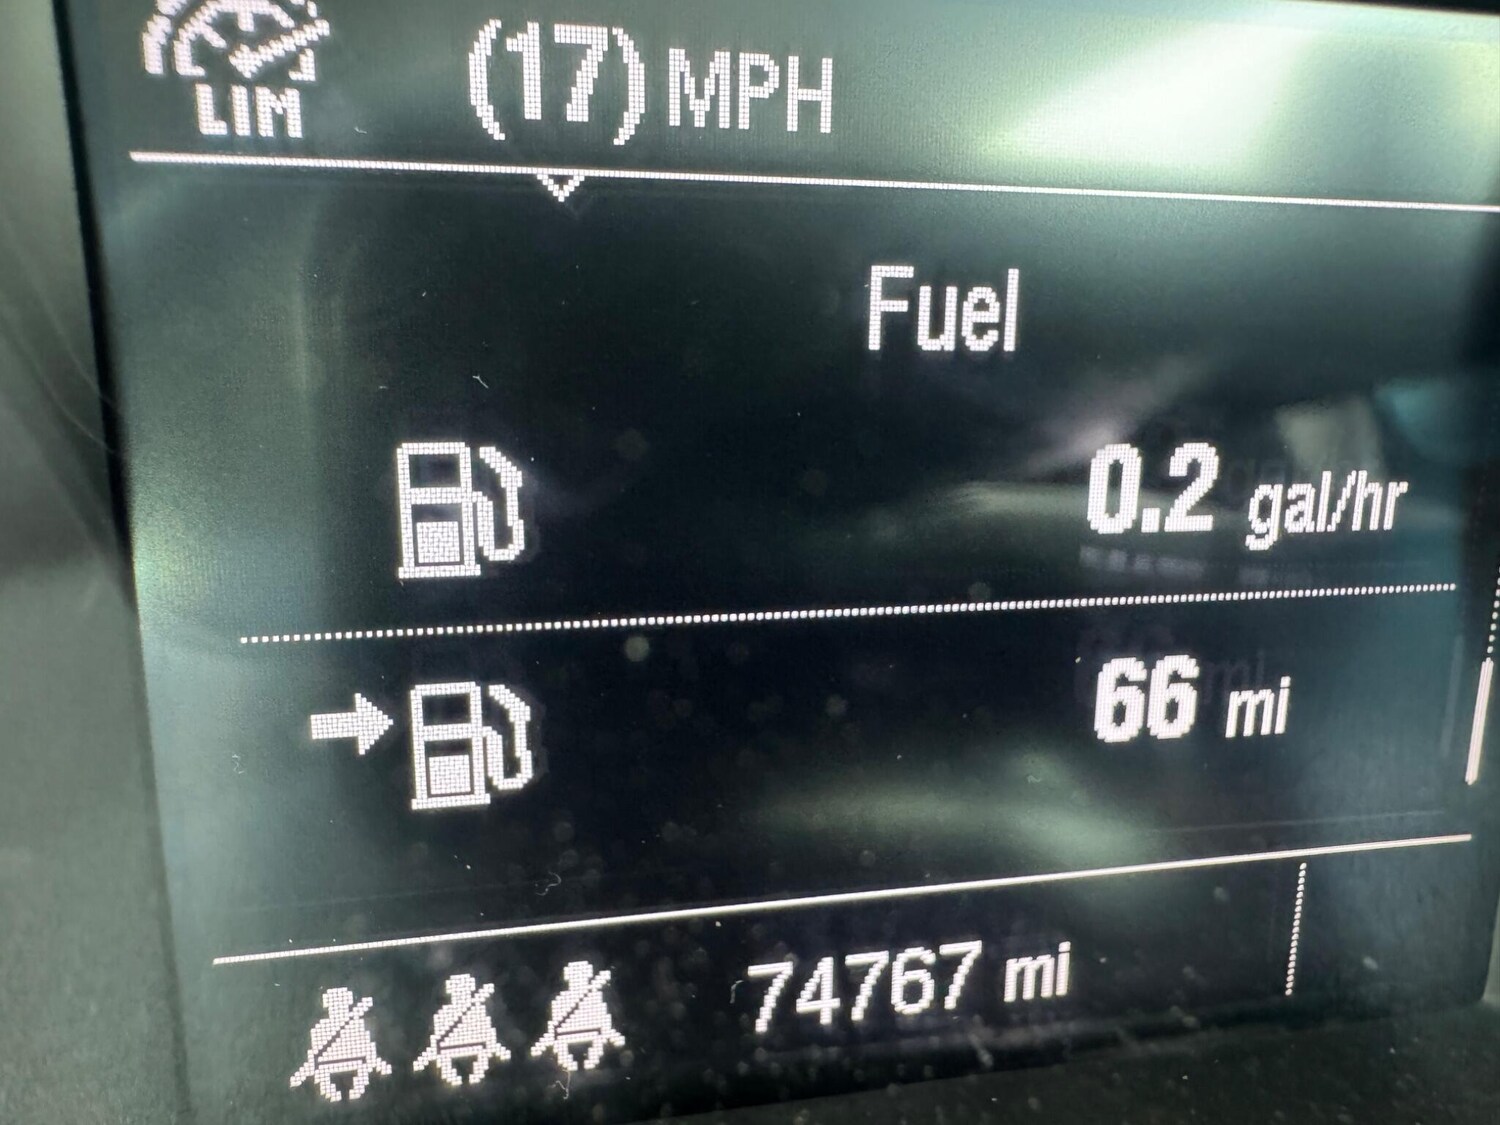 LIM (17) MPH
Fuel
0.2 gal/hr
66 mi
74767 mi